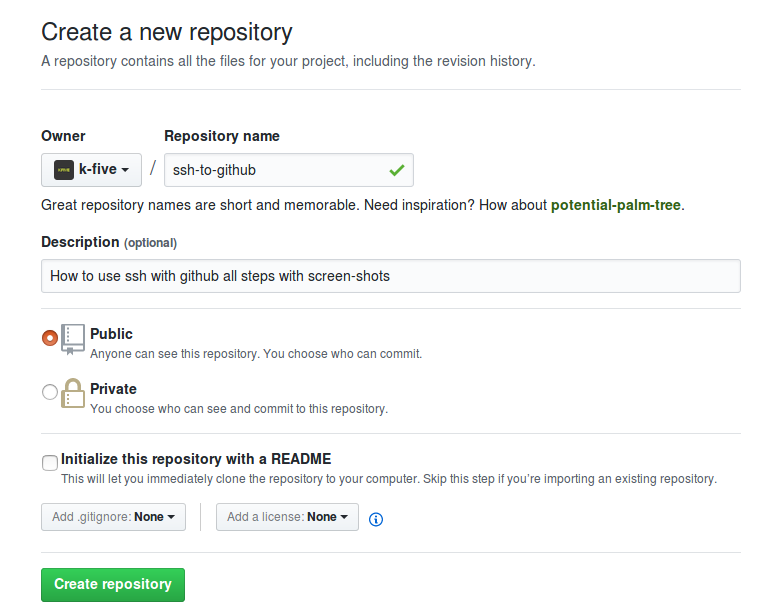 Create a new repository
A repository contains all the files for your project, including the revision history.
Owner Repository name
k-five / ssh-to-github
Great repository names are short and memorable. Need inspiration? How about potential-palm-tree.
Description (optional)
How to use ssh with github all steps with screen-shots
Public
Anyone can see this repository. You choose who can commit.
Private
You choose who can see and commit to this repository.
Initialize this repository with a README
This will let you immediately clone the repository to your computer. Skip this step if you’re importing an existing repository.
Add .gitignore: None Add a license: None
Create repository